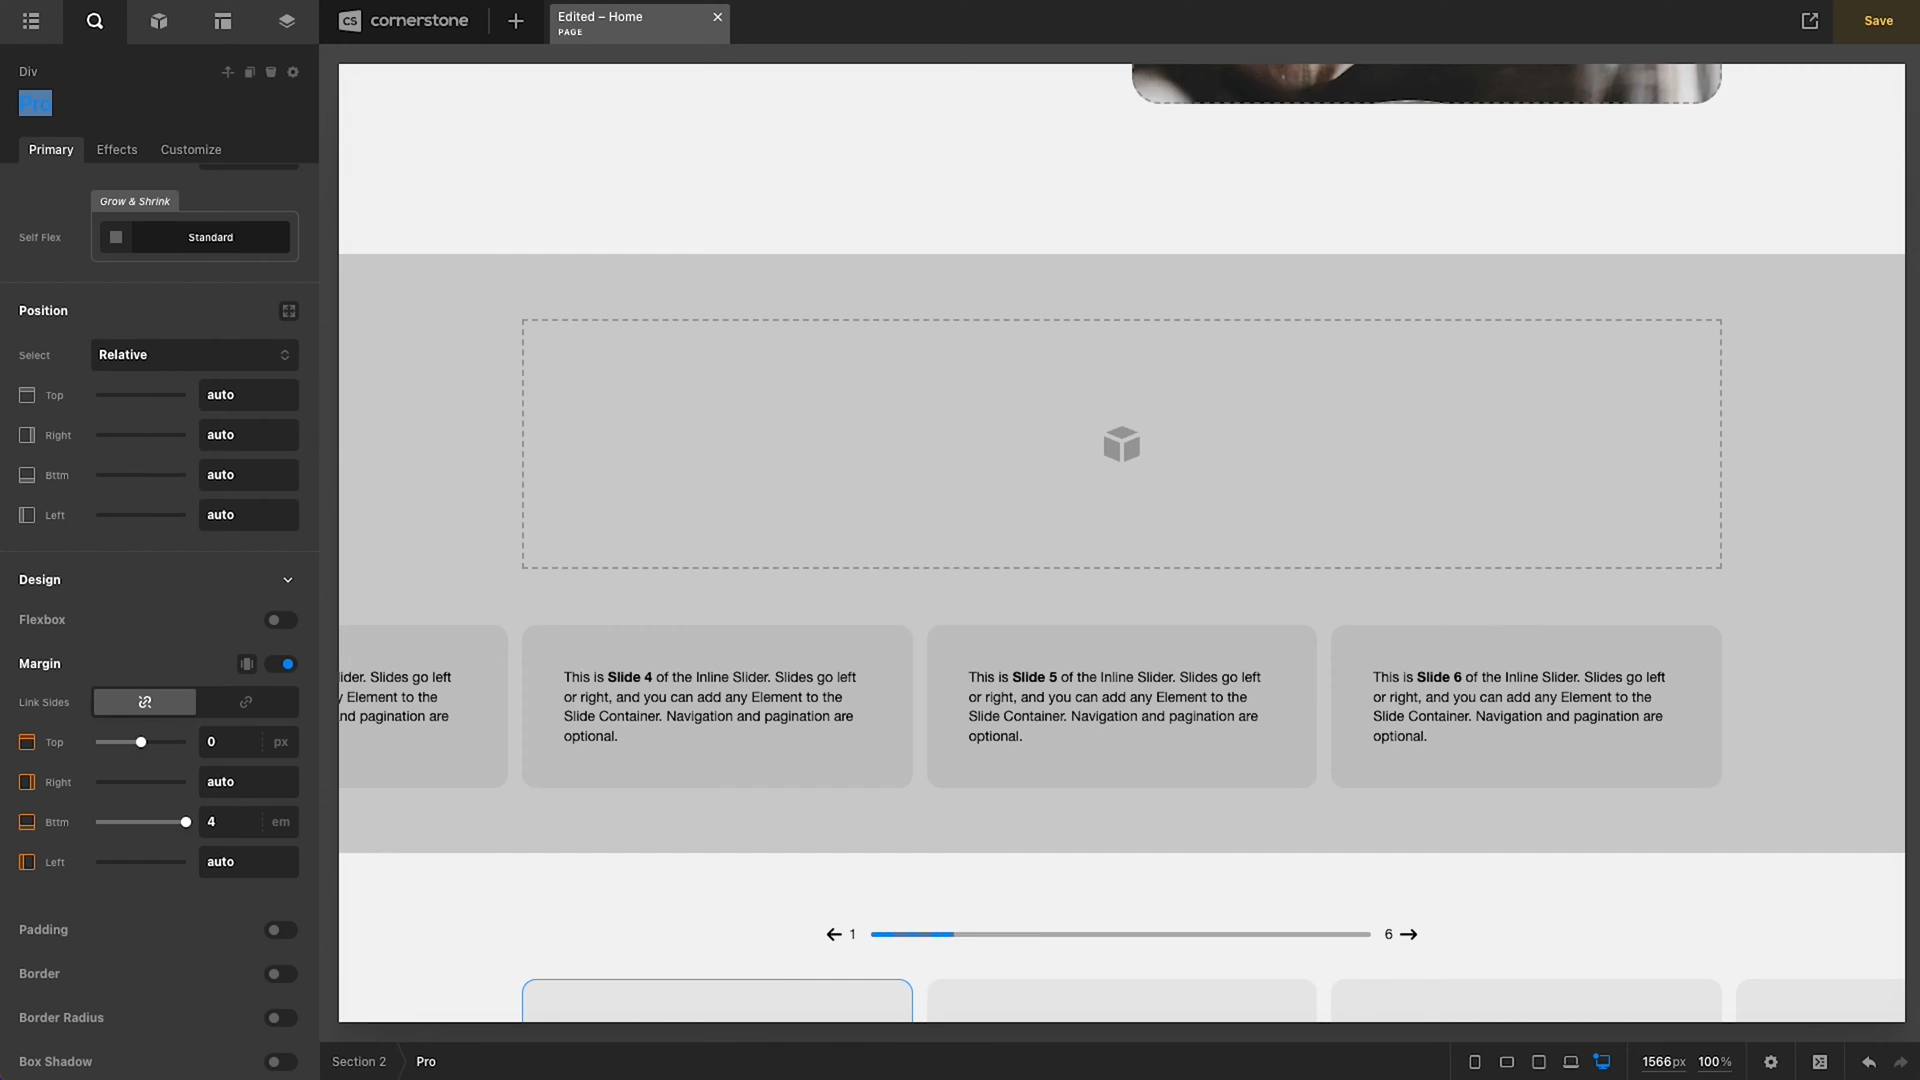 CS cornerstone
Edited – Home
PAGE
Save
Div
Pro
Primary
Effects
Customize
Grow & Shrink
Self Flex
Standard
Position
Select
Relative
Top
auto
Right
auto
Bttm
auto
Left
auto
Design
Flexbox
Margin
Link Sides
Top
0
px
Right
auto
Bttm
4
em
Left
auto
Padding
Border
Border Radius
Box Shadow
ider. Slides go left
y Element to the
nd pagination are
This is Slide 4 of the Inline Slider. Slides go left
or right, and you can add any Element to the
Slide Container. Navigation and pagination are
optional.
This is Slide 5 of the Inline Slider. Slides go left
or right, and you can add any Element to the
Slide Container. Navigation and pagination are
optional.
This is Slide 6 of the Inline Slider. Slides go left
or right, and you can add any Element to the
Slide Container. Navigation and pagination are
optional.
1
6
Section 2
Pro
1566px
100%